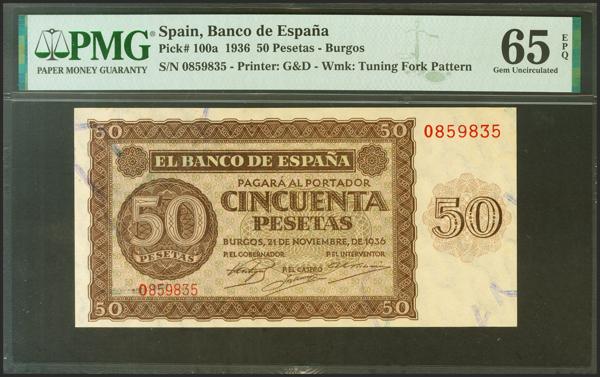 PMG
PAPER MONEY GUARANTY
Spain, Banco de España
Pick# 100a 1936 50 Pesetas - Burgos
S/N 0859835 - Printer: G&D - Wmk: Tuning Fork Pattern
65
EPQ
Gem Uncirculated
50
50
0859835
EL BANCO DE ESPAÑA
PAGARÁ AL PORTADOR
CINCUENTA
PESETAS
50
PESETAS
50
BURGOS, 21 DE NOVIEMBRE, DE 1936
P. EL GOBERNADOR
P. EL INTERVENTOR
P. EL CAJERO
0859835
50
50